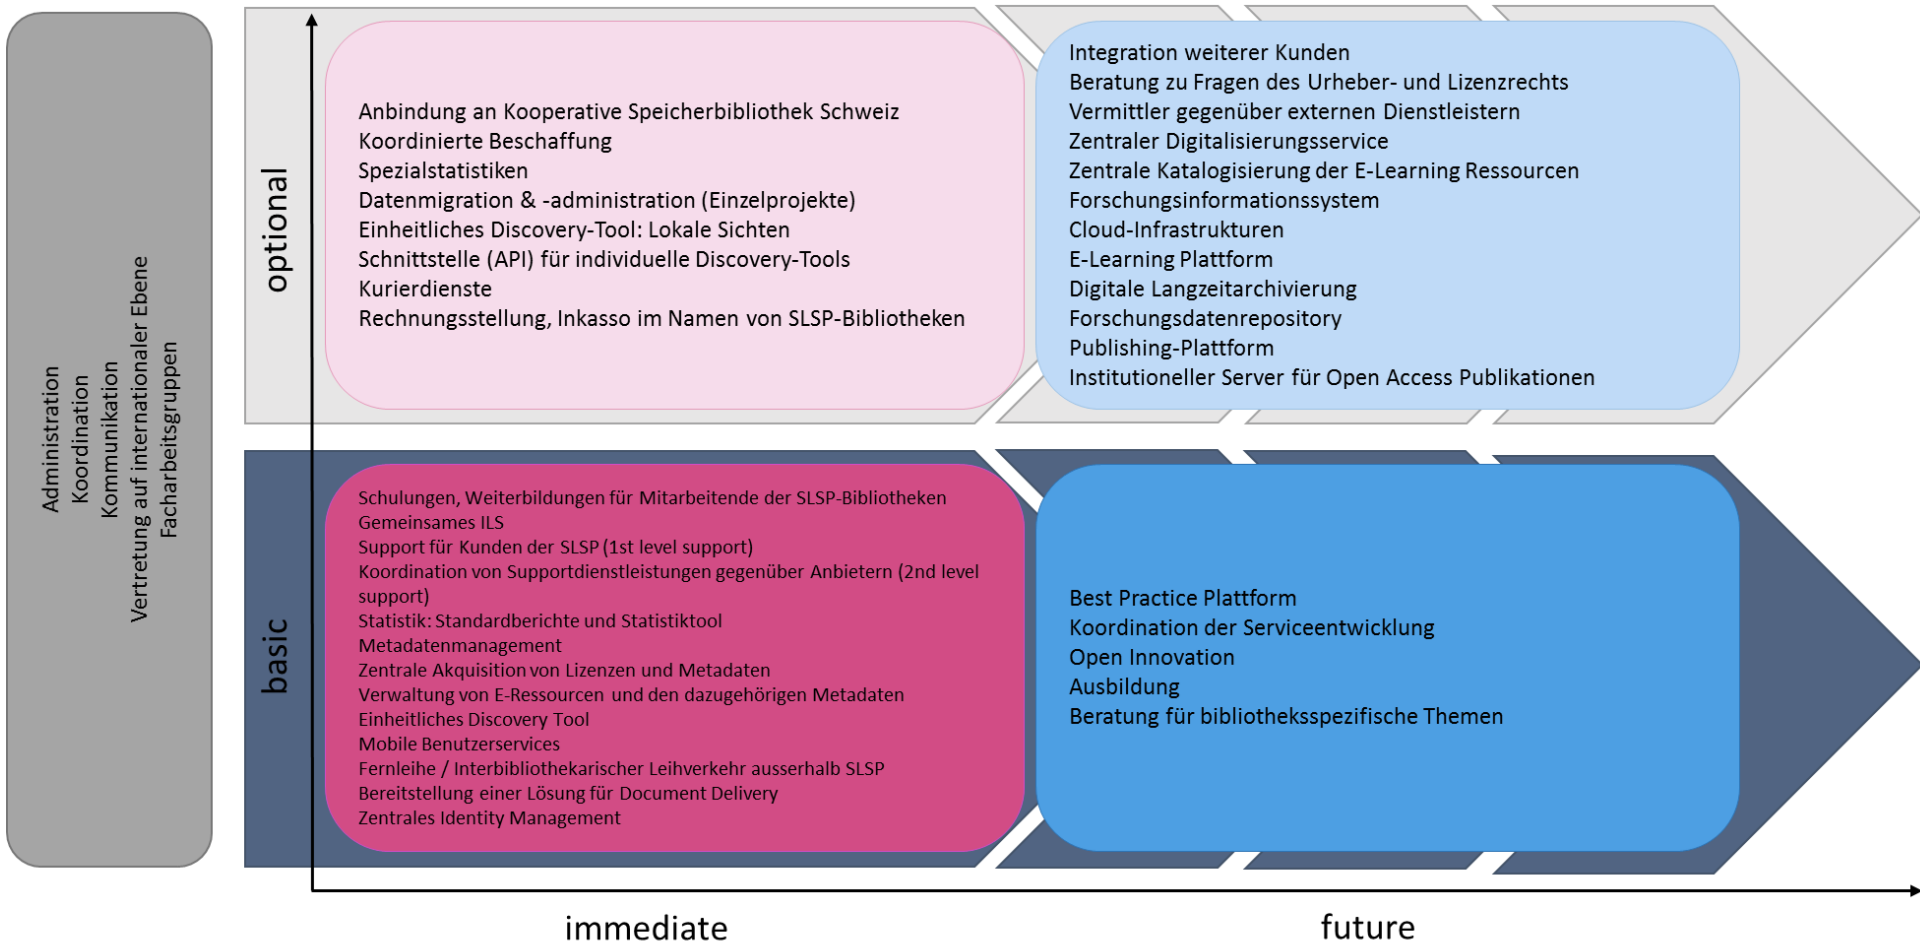 Administration
Koordination
Kommunikation
Vertretung auf internationaler Ebene
Facharbeitsgruppen
optional
Anbindung an Kooperative Speicherbibliothek Schweiz
Koordinierte Beschaffung
Spezialstatistiken
Datenmigration & -administration (Einzelprojekte)
Einheitliches Discovery-Tool: Lokale Sichten
Schnittstelle (API) für individuelle Discovery-Tools
Kurierdienste
Rechnungsstellung, Inkasso im Namen von SLSP-Bibliotheken
Integration weiterer Kunden
Beratung zu Fragen des Urheber- und Lizenzrechts
Vermittler gegenüber externen Dienstleistern
Zentraler Digitalisierungsservice
Zentrale Katalogisierung der E-Learning Ressourcen
Forschungsinformationssystem
Cloud-Infrastrukturen
E-Learning Plattform
Digitale Langzeitarchivierung
Forschungsdatenrepository
Publishing-Plattform
Institutioneller Server für Open Access Publikationen
basic
Schulungen, Weiterbildungen für Mitarbeitende der SLSP-Bibliotheken
Gemeinsames ILS
Support für Kunden der SLSP (1st level support)
Koordination von Supportdienstleistungen gegenüber Anbietern (2nd level
support)
Statistik: Standardberichte und Statistiktool
Metadatenmanagement
Zentrale Akquisition von Lizenzen und Metadaten
Verwaltung von E-Ressourcen und den dazugehörigen Metadaten
Einheitliches Discovery Tool
Mobile Benutzerservices
Fernleihe / Interbibliothekarischer Leihverkehr ausserhalb SLSP
Bereitstellung einer Lösung für Document Delivery
Zentrales Identity Management
Best Practice Plattform
Koordination der Serviceentwicklung
Open Innovation
Ausbildung
Beratung für bibliotheksspezifische Themen
immediate
future